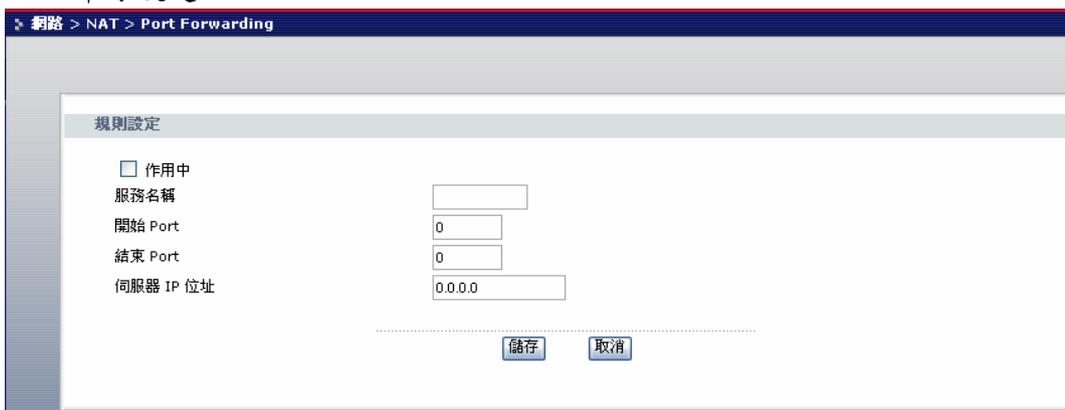 網路 > NAT > Port Forwarding
規則設定
作用中
服務名稱
開始 Port 0
結束 Port 0
伺服器 IP 位址 0.0.0.0
儲存 取消